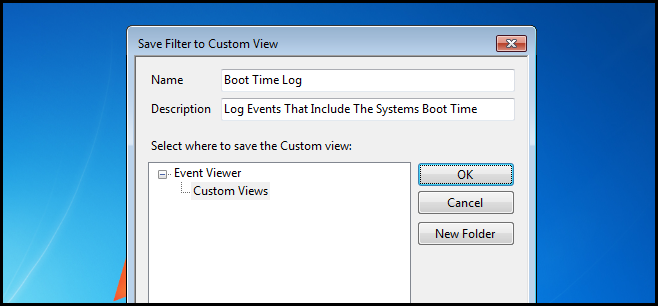 Save Filter to Custom View
Name Boot Time Log
Description Log Events That Include The Systems Boot Time
Select where to save the Custom view:
Event Viewer
Custom Views
OK
Cancel
New Folder